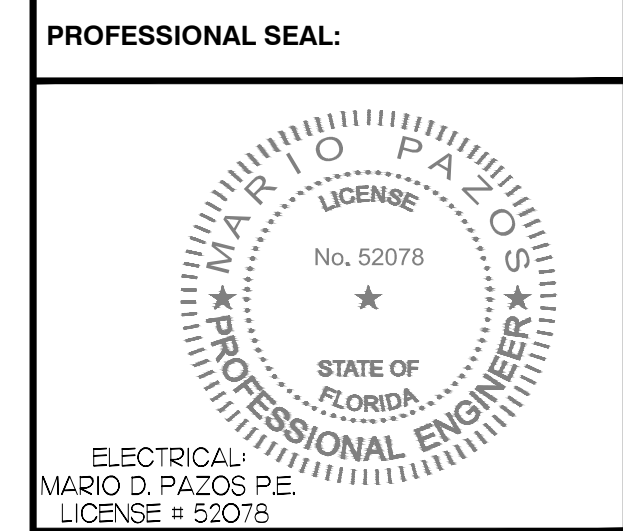 PROFESSIONAL SEAL:
MARIO PAZOS
LICENSE
No. 52078
STATE OF
FLORIDA
PROFESSIONAL ENGINEER
ELECTRICAL:
MARIO D. PAZOS P.E.
LICENSE # 52078